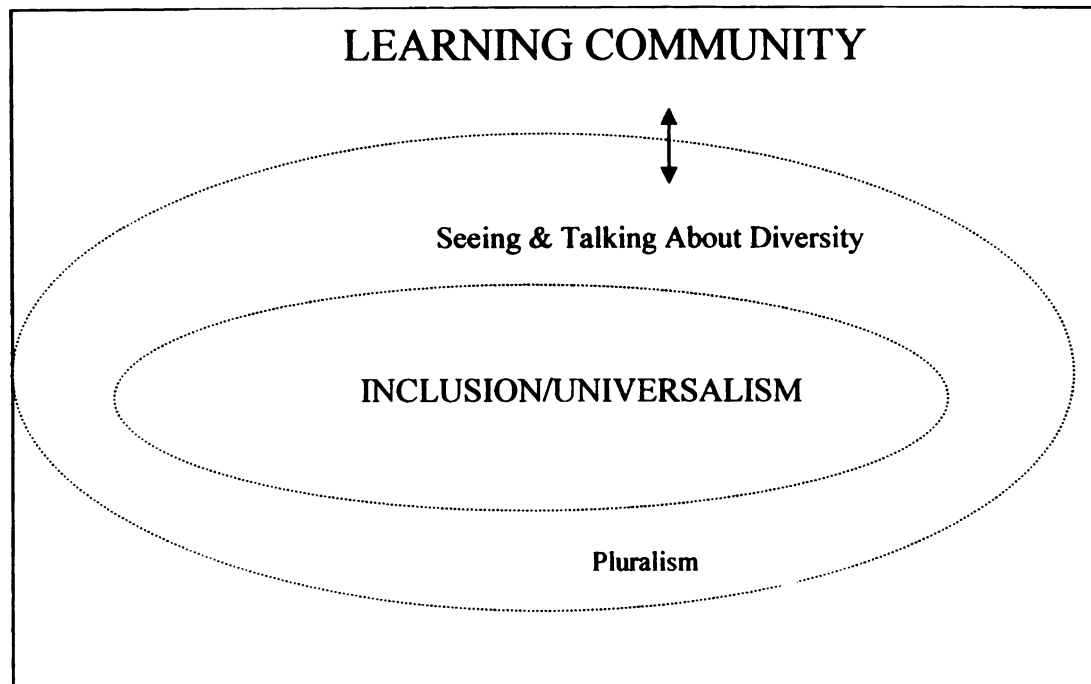 LEARNING COMMUNITY
Seeing & Talking About Diversity
INCLUSION/UNIVERSALISM
Pluralism